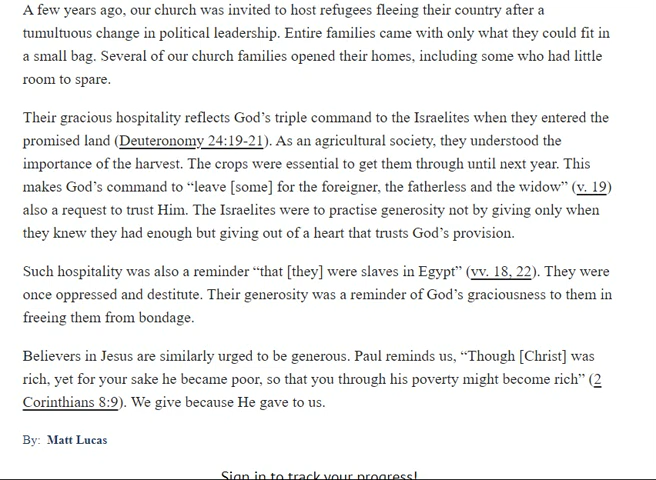 A few years ago, our church was invited to host refugees fleeing their country after a
tumultuous change in political leadership. Entire families came with only what they could fit in
a small bag. Several of our church families opened their homes, including some who had little
room to spare.
Their gracious hospitality reflects God’s triple command to the Israelites when they entered the
promised land (Deuteronomy 24:19-21). As an agricultural society, they understood the
importance of the harvest. The crops were essential to get them through until next year. This
makes God’s command to “leave [some] for the foreigner, the fatherless and the widow” (v. 19)
also a request to trust Him. The Israelites were to practise generosity not by giving only when
they knew they had enough but giving out of a heart that trusts God’s provision.
Such hospitality was also a reminder “that [they] were slaves in Egypt” (vv. 18, 22). They were
once oppressed and destitute. Their generosity was a reminder of God’s graciousness to them in
freeing them from bondage.
Believers in Jesus are similarly urged to be generous. Paul reminds us, “Though [Christ] was
rich, yet for your sake he became poor, so that you through his poverty might become rich” (2
Corinthians 8:9). We give because He gave to us.
By: Matt Lucas
Sign in to track your progress!